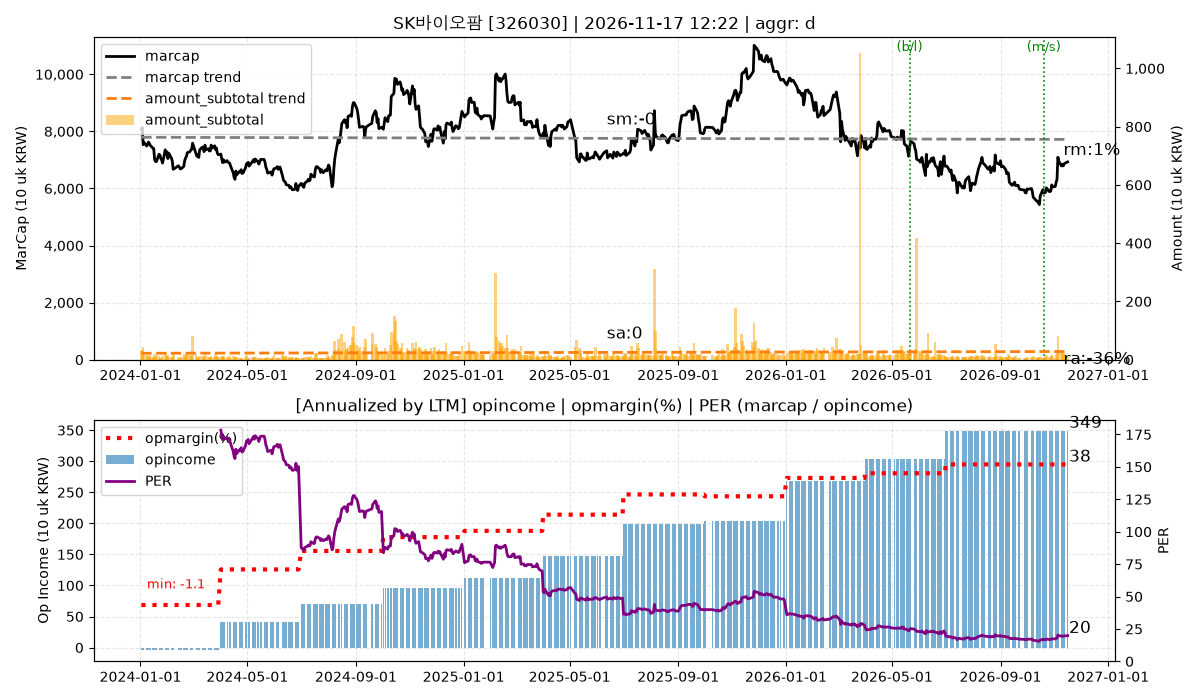 SK바이오팜 [326030] | 2026-11-17 12:22 | aggr: d
marcap
marcap trend
amount_subtotal trend
amount_subtotal
(b/l)
(m/s)
sm:-0
rm:1%
sa:0
ra:-36%
MarCap (10 uk KRW)
10,000
8,000
6,000
4,000
2,000
0
Amount (10 uk KRW)
1,000
800
600
400
200
0
2024-01-01
2024-05-01
2024-09-01
2025-01-01
2025-05-01
2025-09-01
2026-01-01
2026-05-01
2026-09-01
2027-01-01
[Annualized by LTM] opincome | opmargin(%) | PER (marcap / opincome)
opmargin(%)
opincome
PER
min: -1.1
349
38
20
Op Income (10 uk KRW)
350
300
250
200
150
100
50
0
PER
175
150
125
100
75
50
25
0
2024-01-01
2024-05-01
2024-09-01
2025-01-01
2025-05-01
2025-09-01
2026-01-01
2026-05-01
2026-09-01
2027-01-01